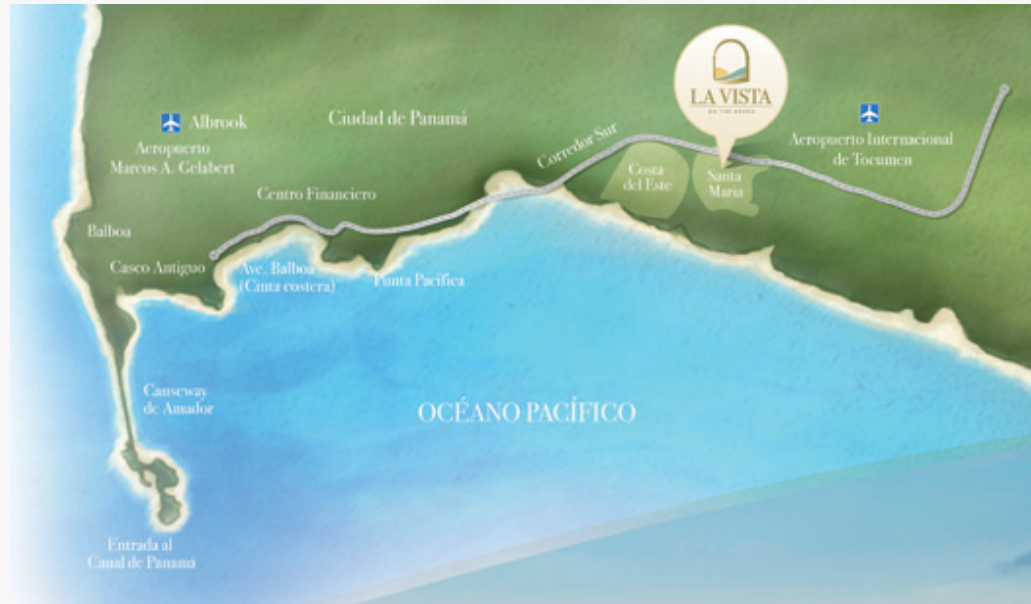 LA VISTA
Albrook
Aeropuerto
Marcos A. Gelabert
Ciudad de Panamá
Corredor Sur
Aeropuerto Internacional
de Tocumen
Costa
del Este
Santa
Maria
Centro Financiero
Balboa
Casco Antiguo
Ave. Balboa
(Cinta costera)
Punta Pacífica
Causeway
de Amador
OCÉANO PACÍFICO
Entrada al
Canal de Panamá